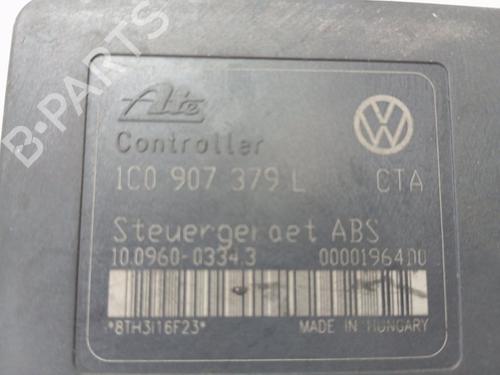 B-PARTS
Ate
Controller
1C0 907 379 L CTA
Steuergeraet ABS
10.0960-0334.3 00001964D0
*8TH3I16F23* MADE IN HUNGARY